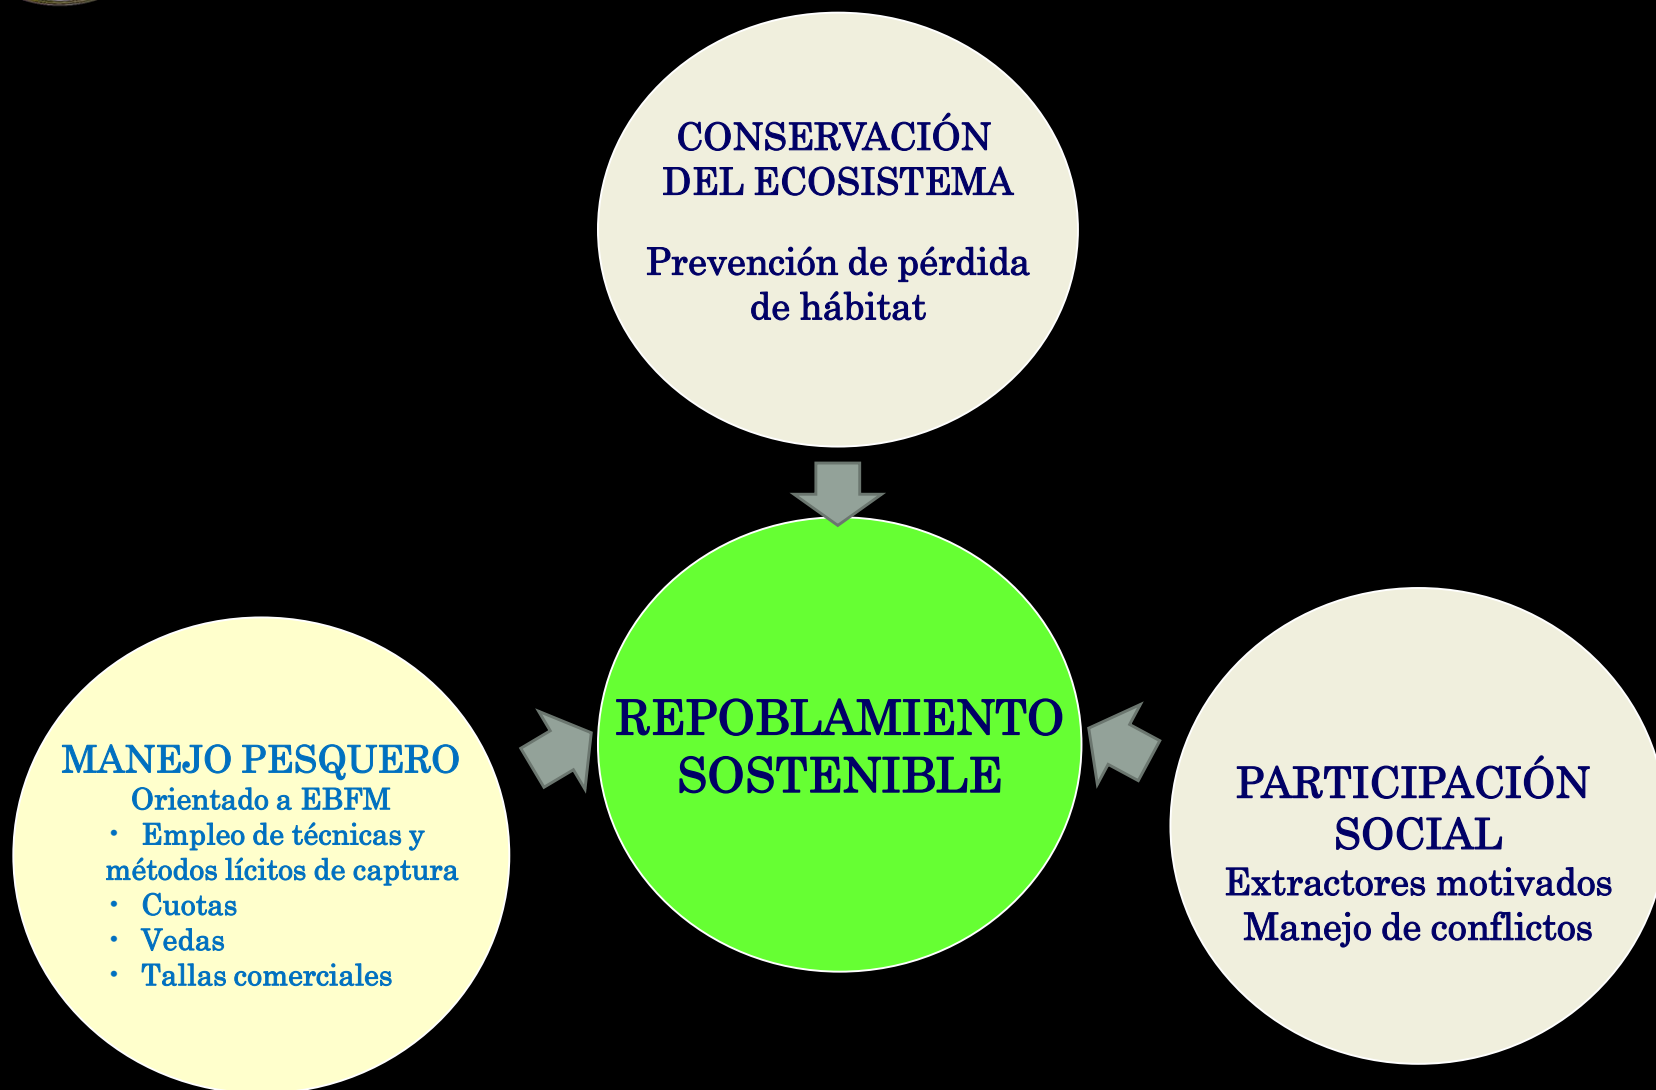 CONSERVACIÓN
DEL ECOSISTEMA
Prevención de pérdida
de hábitat
REPOBLAMIENTO
SOSTENIBLE
MANEJO PESQUERO
Orientado a EBFM
• Empleo de técnicas y
métodos lícitos de captura
• Cuotas
• Vedas
• Tallas comerciales
PARTICIPACIÓN
SOCIAL
Extractores motivados
Manejo de conflictos